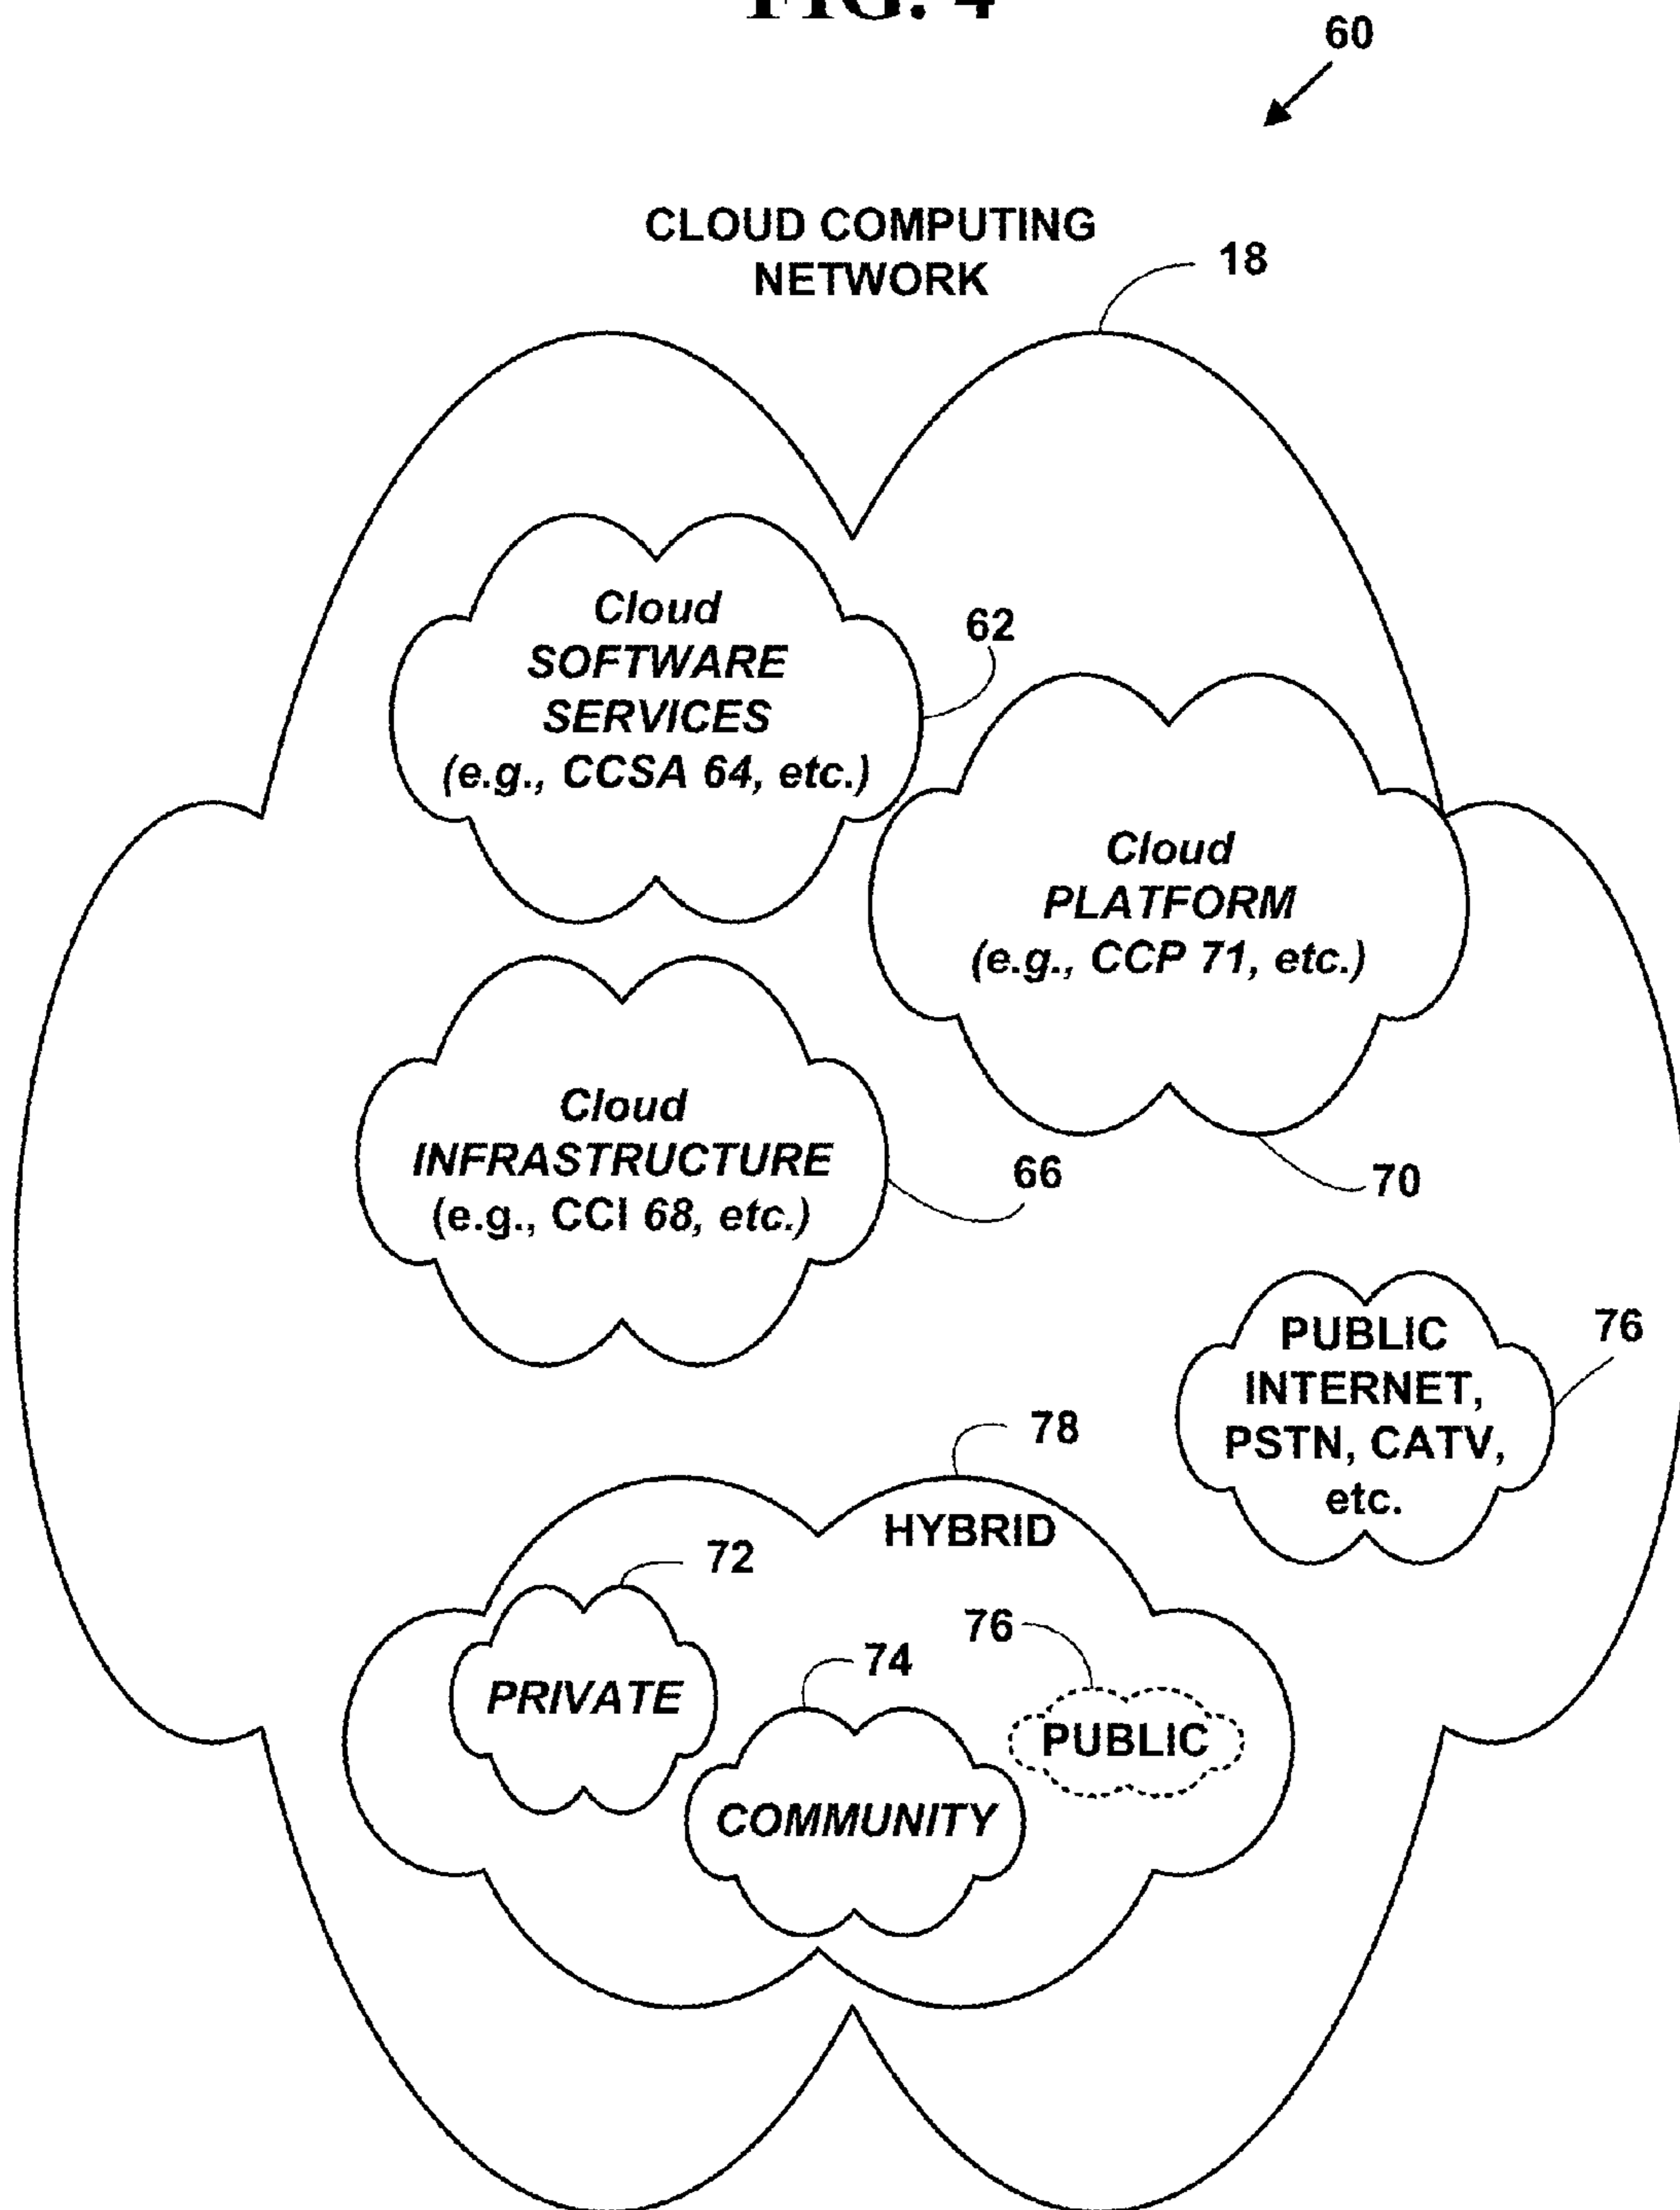 FIG. 4
60
CLOUD COMPUTING
NETWORK
18
Cloud
SOFTWARE
SERVICES
(e.g., CCSA 64, etc.)
62
Cloud
PLATFORM
(e.g., CCP 71, etc.)
70
Cloud
INFRASTRUCTURE
(e.g., CCI 68, etc.)
66
PUBLIC
INTERNET,
PSTN, CATV,
etc.
76
78
HYBRID
72
PRIVATE
74
COMMUNITY
76
PUBLIC